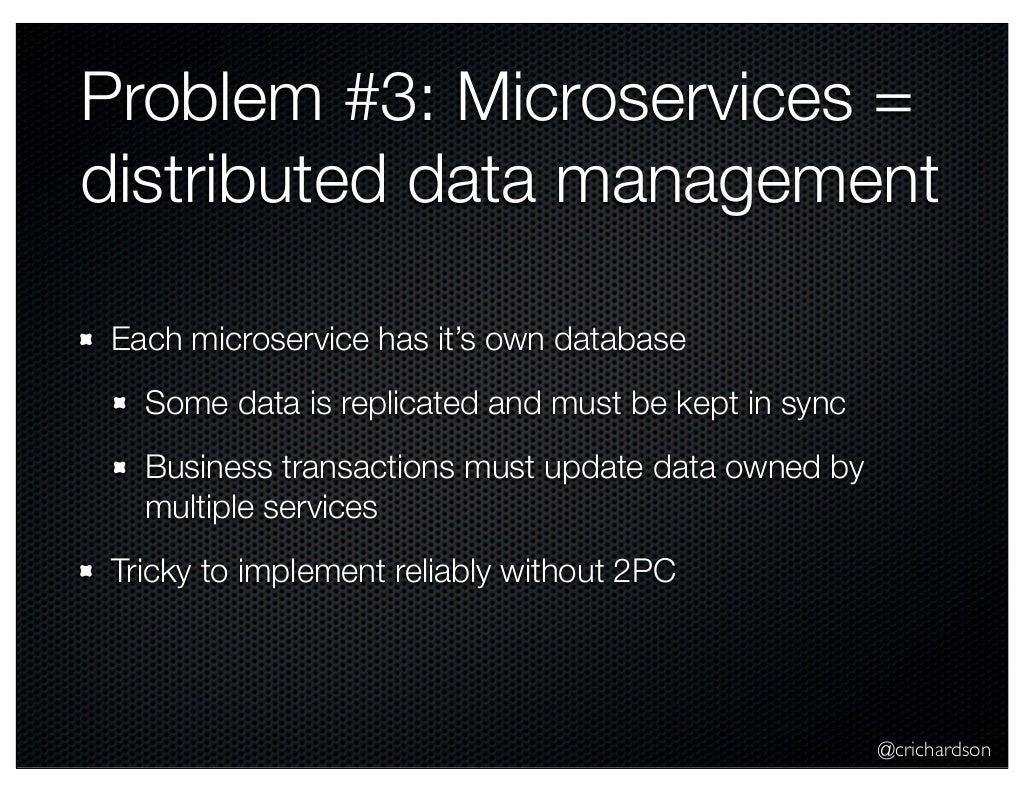 Problem #3: Microservices =
distributed data management
Each microservice has it’s own database
Some data is replicated and must be kept in sync
Business transactions must update data owned by
multiple services
Tricky to implement reliably without 2PC
@crichardson